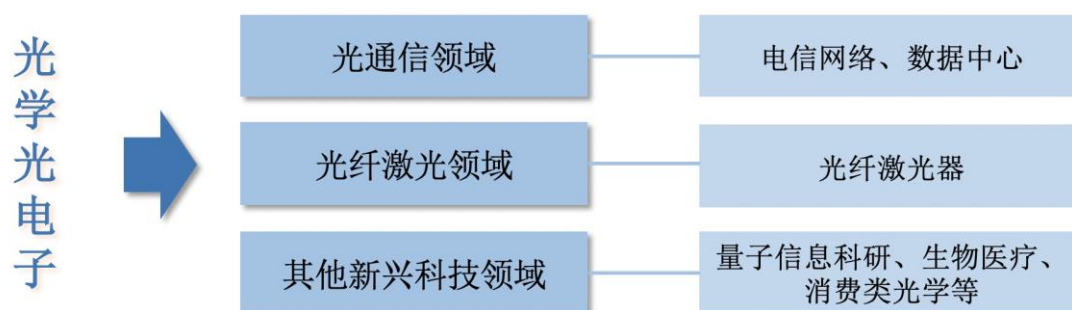 光学光电子
光通信领域
电信网络、数据中心
光纤激光领域
光纤激光器
其他新兴科技领域
量子信息科研、生物医疗、
消费类光学等